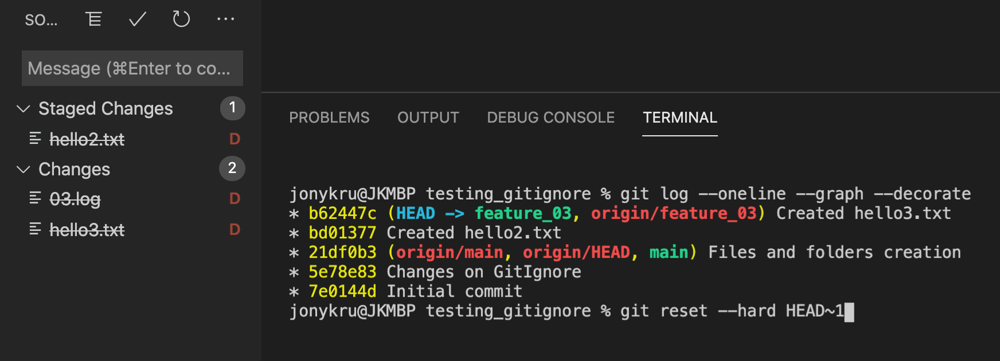 SO...
Message (⌘Enter to co...
Staged Changes 1
hello2.txt D
Changes 2
03.log D
hello3.txt D
PROBLEMS OUTPUT DEBUG CONSOLE TERMINAL
jonykru@JKMBP testing_gitignore % git log --oneline --graph --decorate
* b62447c (HEAD -> feature_03, origin/feature_03) Created hello3.txt
* bd01377 Created hello2.txt
* 21df0b3 (origin/main, origin/HEAD, main) Files and folders creation
* 5e78e83 Changes on GitIgnore
* 7e0144d Initial commit
jonykru@JKMBP testing_gitignore % git reset --hard HEAD~1